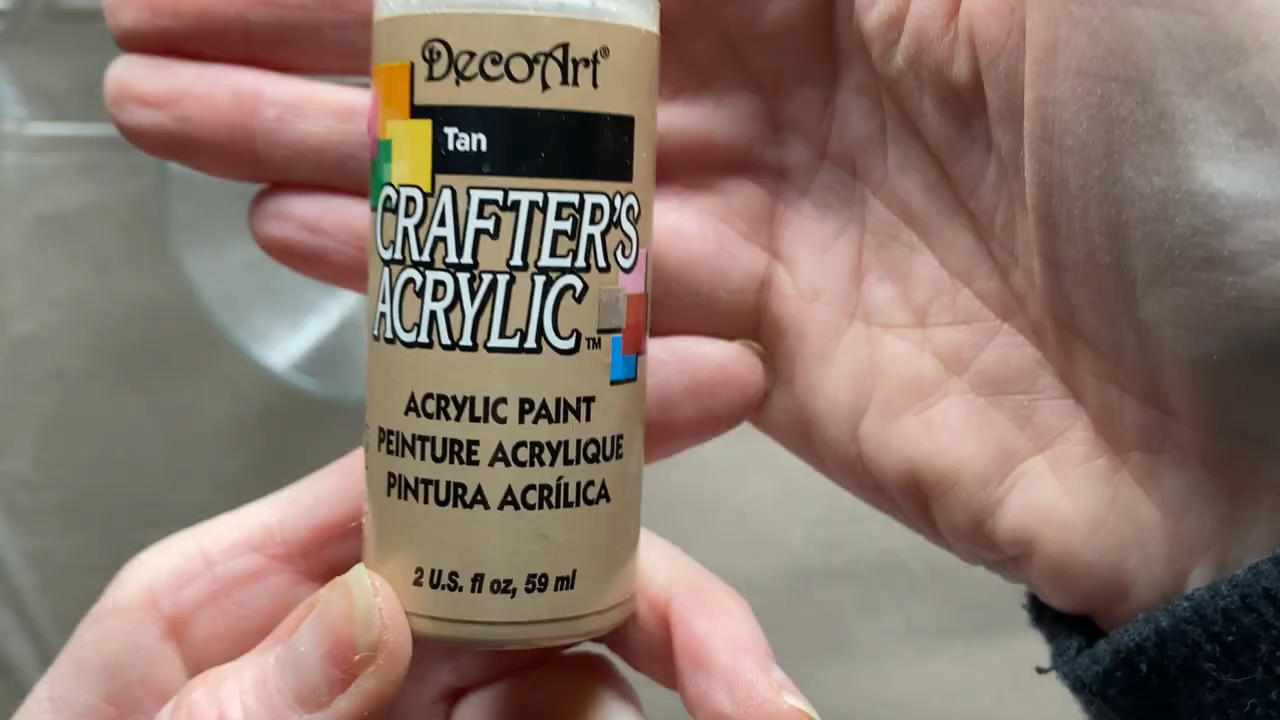 DecoArt®
Tan
CRAFTER'S
ACRYLIC™
ACRYLIC PAINT
PEINTURE ACRYLIQUE
PINTURA ACRÍLICA
2 U.S. fl oz, 59 ml